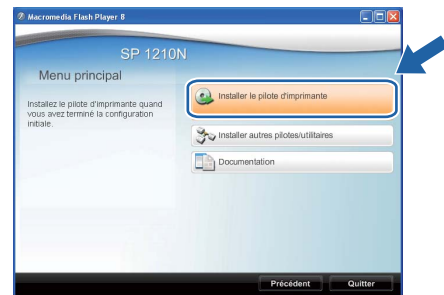 Macromedia Flash Player 8
SP 1210N
Menu principal
Installez le pilote d'imprimante quand
vous avez terminé la configuration
initiale.
Installer le pilote d'imprimante
Installer autres pilotes/utilitaires
Documentation
Précédent
Quitter